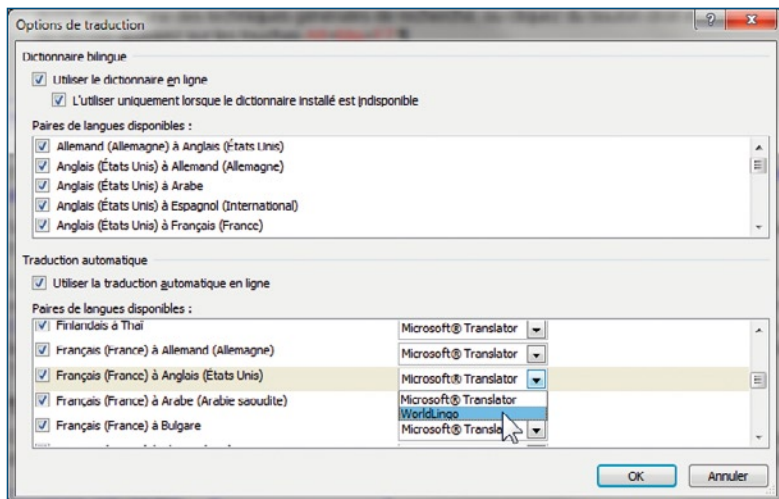 Options de traduction
Dictionnaire bilingue
Utiliser le dictionnaire en ligne
L'utiliser uniquement lorsque le dictionnaire installé est indisponible
Paires de langues disponibles :
Allemand (Allemagne) à Anglais (États Unis)
Anglais (États Unis) à Allemand (Allemagne)
Anglais (États Unis) à Arabe
Anglais (États Unis) à Espagnol (International)
Anglais (États Unis) à Français (France)
Traduction automatique
Utiliser la traduction automatique en ligne
Paires de langues disponibles :
Finlandais à Thaï Microsoft® Translator
Français (France) à Allemand (Allemagne) Microsoft® Translator
Français (France) à Anglais (États Unis) Microsoft® Translator
Français (France) à Arabe (Arabie saoudite) Microsoft® Translator
WorldLingo
Français (France) à Bulgare Microsoft® Transla
OK Annuler